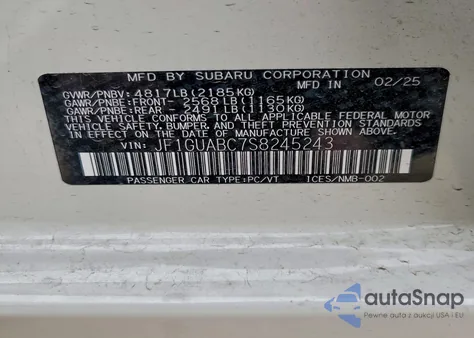 MFD BY SUBARU CORPORATION
MFD IN 02/25
GVWR/PNBV: 4817LB(2185KG)
GAWR/PNBE:FRONT- 2568LB(1165KG)
GAWR/PNBE:REAR - 2491LB(1130KG)
THIS VEHICLE CONFORMS TO ALL APPLICABLE FEDERAL MOTOR
VEHICLE SAFETY, BUMPER, AND THEFT PREVENTION STANDARDS
IN EFFECT ON THE DATE OF MANUFACTURE SHOWN ABOVE.
VIN: JF1GUABC7S8245243
PASSENGER CAR TYPE:PC/VT ICES/NMB-002
autoSnap
Pewne auta z aukcji USA i EU